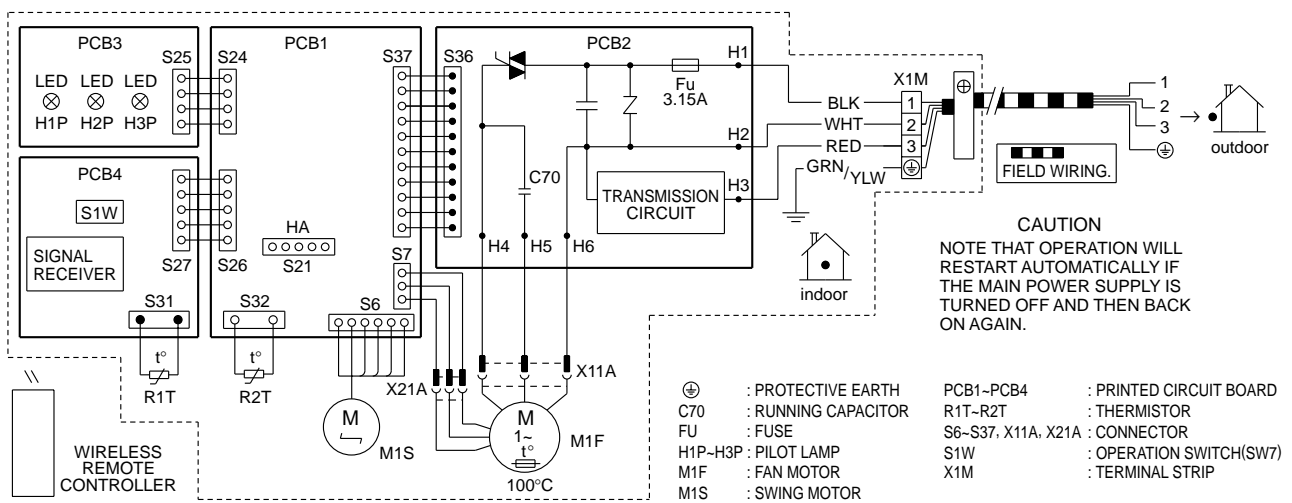 PCB3
LED LED LED
H1P H2P H3P
S25
S24
PCB1
S37
S36
PCB2
H1
Fu
3.15A
H2
H3
TRANSMISSION
CIRCUIT
C70
H4
H5
H6
PCB4
S1W
SIGNAL
RECEIVER
S27
S26
HA
S21
S7
S6
S31
t°
R1T
S32
t°
R2T
M
M1S
X21A
X11A
M
1~
t°
100°C
M1F
BLK
WHT
RED
GRN/YLW
X1M
1
2
3
1
2
3
outdoor
FIELD WIRING.
indoor
CAUTION
NOTE THAT OPERATION WILL
RESTART AUTOMATICALLY IF
THE MAIN POWER SUPPLY IS
TURNED OFF AND THEN BACK
ON AGAIN.
WIRELESS
REMOTE
CONTROLLER
: PROTECTIVE EARTH
C70 : RUNNING CAPACITOR
FU : FUSE
H1P~H3P : PILOT LAMP
M1F : FAN MOTOR
M1S : SWING MOTOR
PCB1~PCB4 : PRINTED CIRCUIT BOARD
R1T~R2T : THERMISTOR
S6~S37, X11A, X21A : CONNECTOR
S1W : OPERATION SWITCH(SW7)
X1M : TERMINAL STRIP